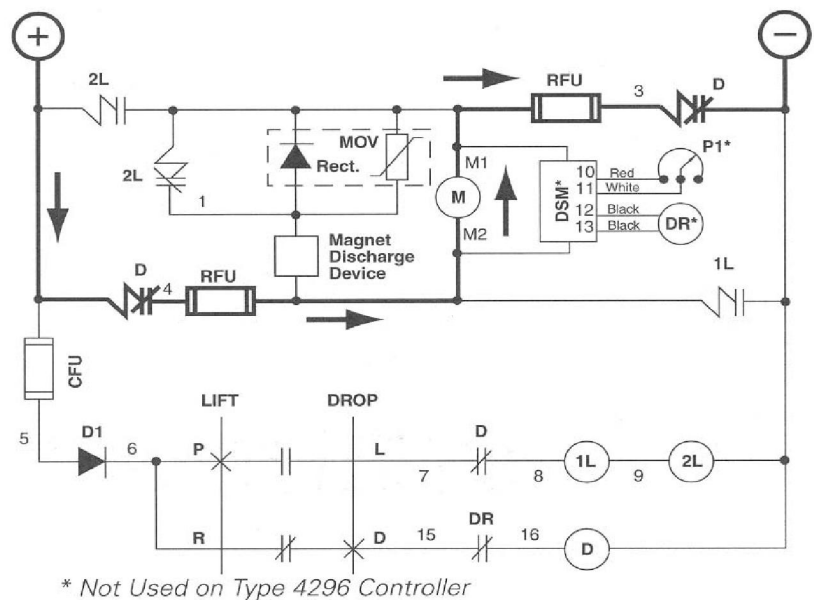 +
−
2L
RFU
3
D
MOV
Rect.
2L
1
M1
M
M2
DSM*
10
Red
11
White
12
Black
13
Black
P1*
DR*
Magnet
Discharge
Device
D
4
RFU
1L
CFU
LIFT
DROP
5
D1
6
P
L
7
D
8
1L
9
2L
R
D
15
DR
16
D
* Not Used on Type 4296 Controller